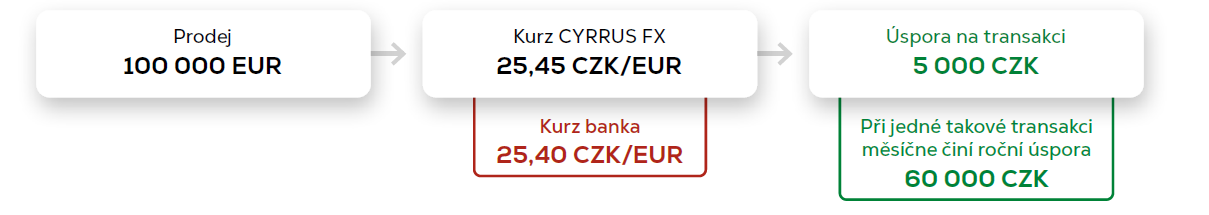 Prodej
100 000 EUR
Kurz CYRRUS FX
25,45 CZK/EUR
Kurz banka
25,40 CZK/EUR
Úspora na transakci
5 000 CZK
Při jedné takové transakci
měsíčne činí roční úspora
60 000 CZK